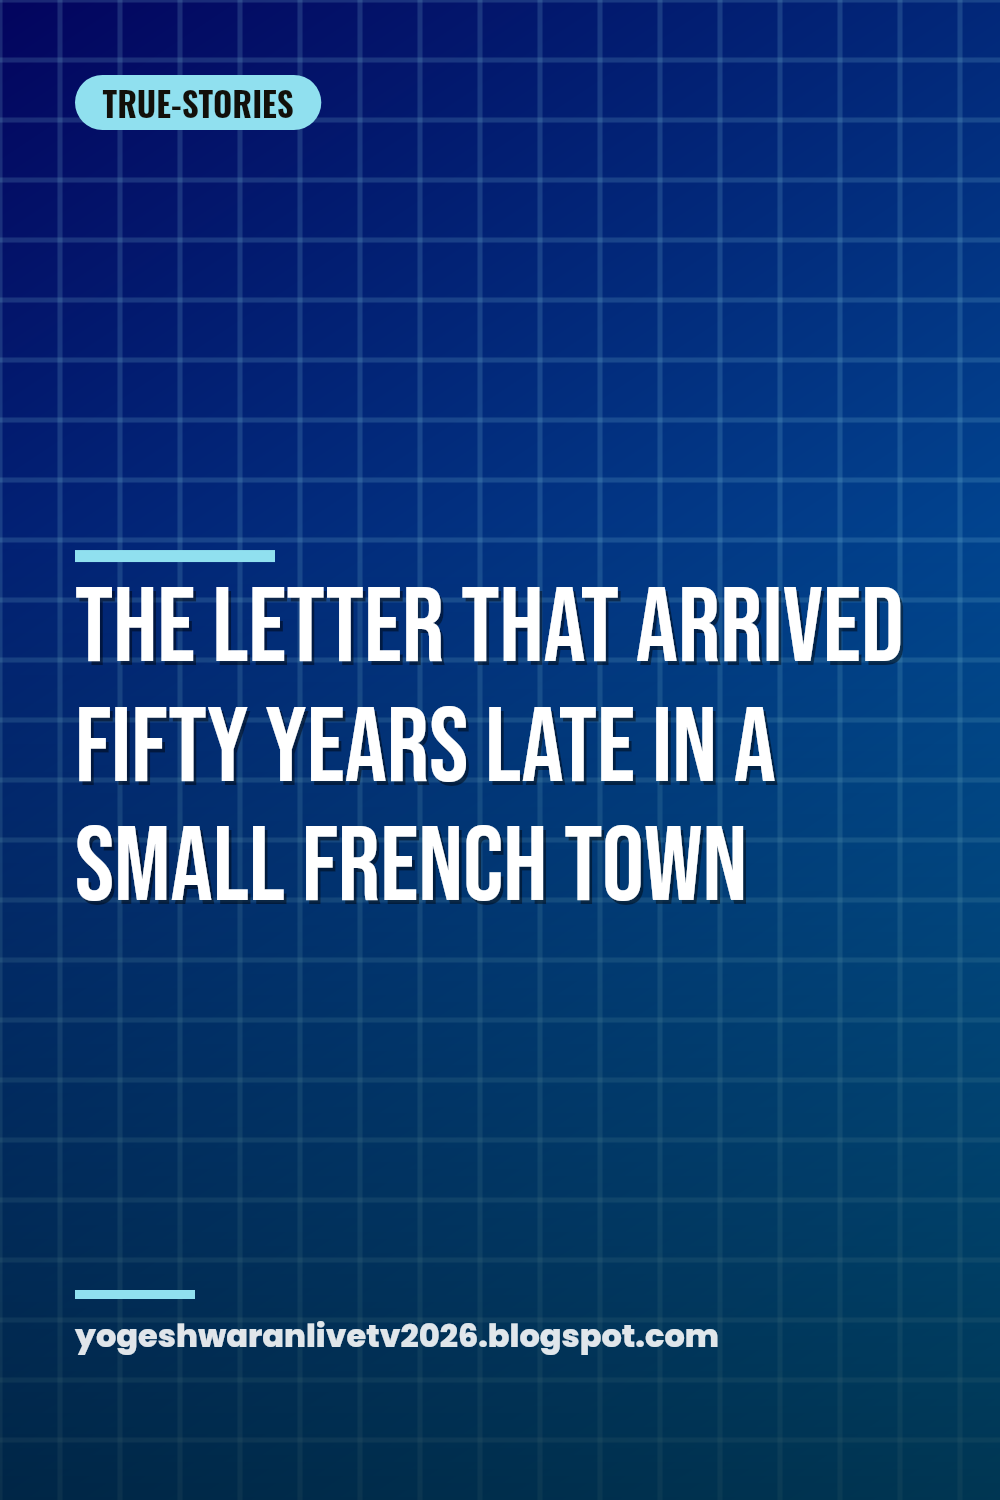 TRUE-STORIES
THE LETTER THAT ARRIVED
FIFTY YEARS LATE IN A
SMALL FRENCH TOWN
yogeshwaranlivetv2026.blogspot.com